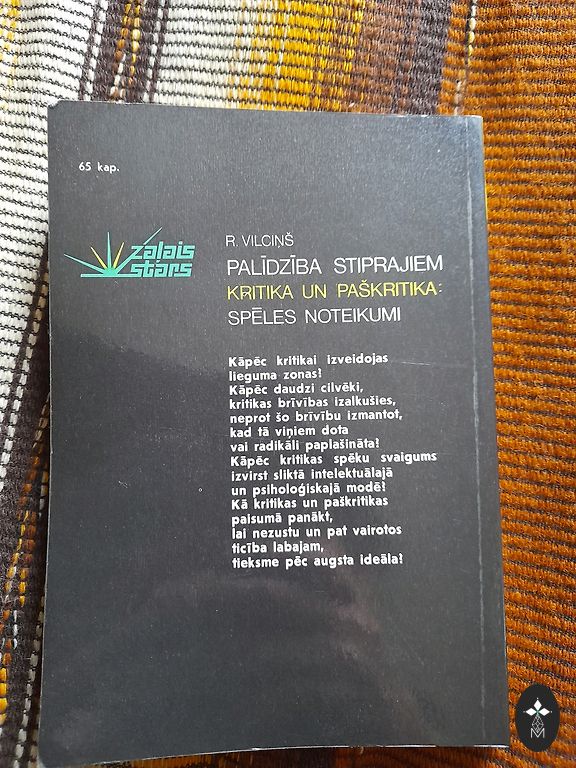 65 kap.
zaļais
stars
R. VILCIŅŠ
PALĪDZĪBA STIPRAJIEM
KRITIKA UN PAŠKRITIKA:
SPĒLES NOTEIKUMI
Kāpēc kritikai izveidojas
lieguma zonas?
Kāpēc daudzi cilvēki,
kritikas brīvības izalkušies,
neprot šo brīvību izmantot,
kad tā viņiem dota
vai radikāli paplašināta?
Kāpēc kritikas spēku svaigums
izvirst sliktā intelektuālajā
un psiholoģiskajā modē?
Kā kritikas un paškritikas
paisumā panākt,
lai nezustu un pat vairotos
ticība labajam,
tieksme pēc augsta ideāla?
M